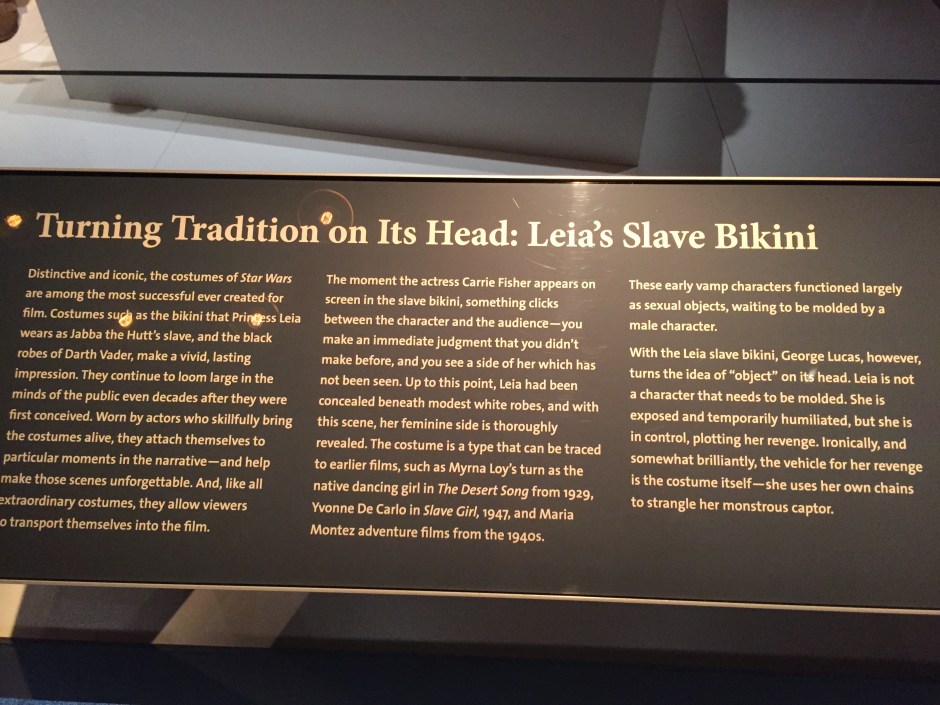 Turning Tradition on Its Head: Leia's Slave Bikini
Distinctive and iconic, the costumes of Star Wars
are among the most successful ever created for
film. Costumes such as the bikini that Princess Leia
wears as Jabba the Hutt's slave, and the black
robes of Darth Vader, make a vivid, lasting
impression. They continue to loom large in the
minds of the public even decades after they were
first conceived. Worn by actors who skillfully bring
the costumes alive, they attach themselves to
particular moments in the narrative—and help
make those scenes unforgettable. And, like all
extraordinary costumes, they allow viewers
o transport themselves into the film.
The moment the actress Carrie Fisher appears on
screen in the slave bikini, something clicks
between the character and the audience—you
make an immediate judgment that you didn't
make before, and you see a side of her which has
not been seen. Up to this point, Leia had been
concealed beneath modest white robes, and with
this scene, her feminine side is thoroughly
revealed. The costume is a type that can be traced
to earlier films, such as Myrna Loy's turn as the
native dancing girl in The Desert Song from 1929,
Yvonne De Carlo in Slave Girl, 1947, and Maria
Montez adventure films from the 1940s.
These early vamp characters functioned largely
as sexual objects, waiting to be molded by a
male character.
With the Leia slave bikini, George Lucas, however,
turns the idea of "object" on its head. Leia is not
a character that needs to be molded. She is
exposed and temporarily humiliated, but she is
in control, plotting her revenge. Ironically, and
somewhat brilliantly, the vehicle for her revenge
is the costume itself—she uses her own chains
to strangle her monstrous captor.